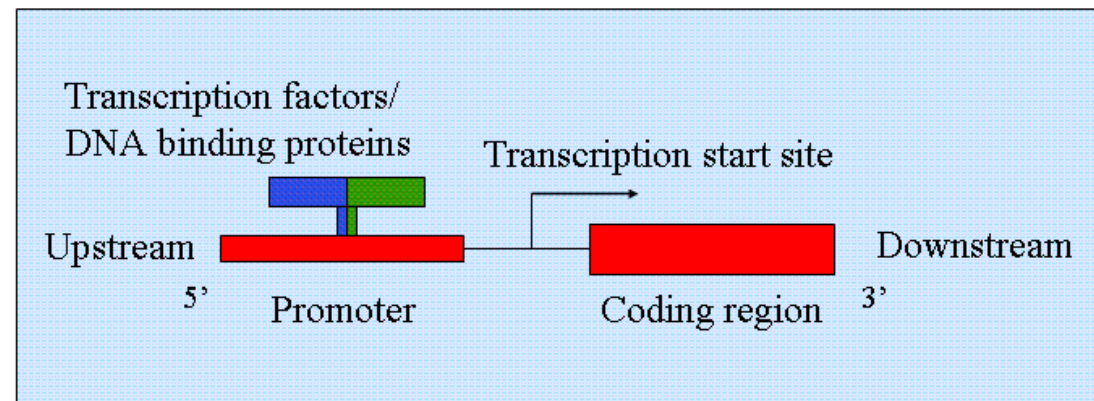 Transcription factors/
DNA binding proteins
Transcription start site
Upstream
Downstream
5’
Promoter
Coding region
3’